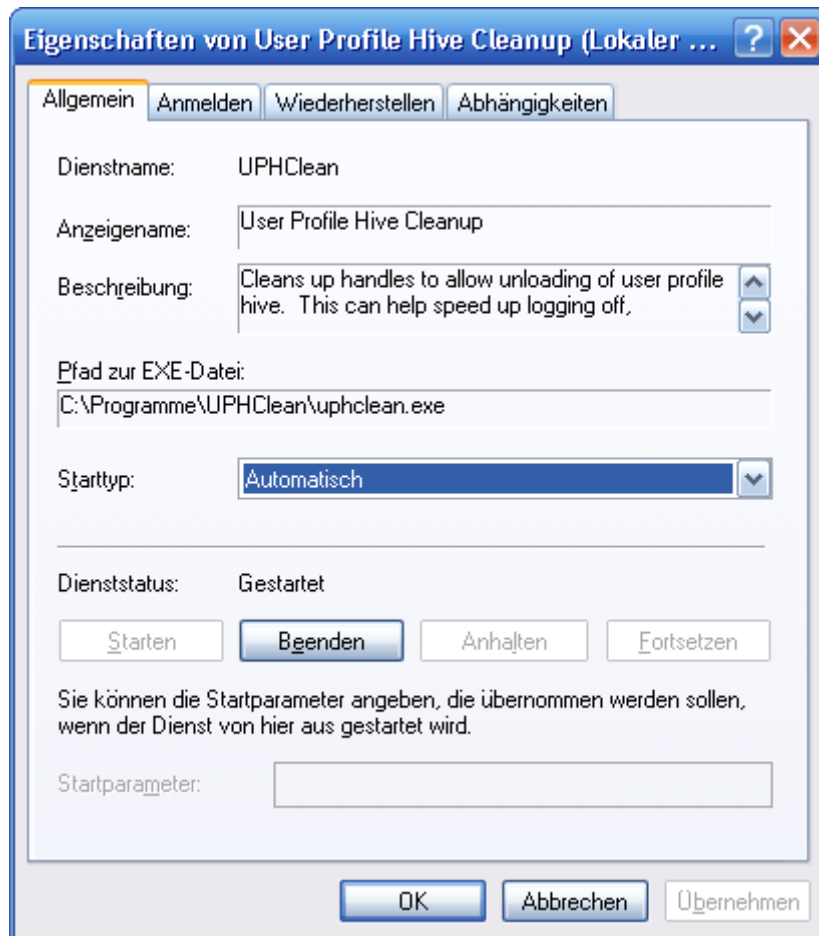 Eigenschaften von User Profile Hive Cleanup (Lokaler ...
Allgemein Anmelden Wiederherstellen Abhängigkeiten
Dienstname: UPHClean
Anzeigename: User Profile Hive Cleanup
Beschreibung: Cleans up handles to allow unloading of user profile
hive. This can help speed up logging off,
Pfad zur EXE-Datei:
C:\Programme\UPHClean\uphclean.exe
Starttyp: Automatisch
Dienststatus: Gestartet
Starten Beenden Anhalten Fortsetzen
Sie können die Startparameter angeben, die übernommen werden sollen,
wenn der Dienst von hier aus gestartet wird.
Startparameter:
OK Abbrechen Übernehmen